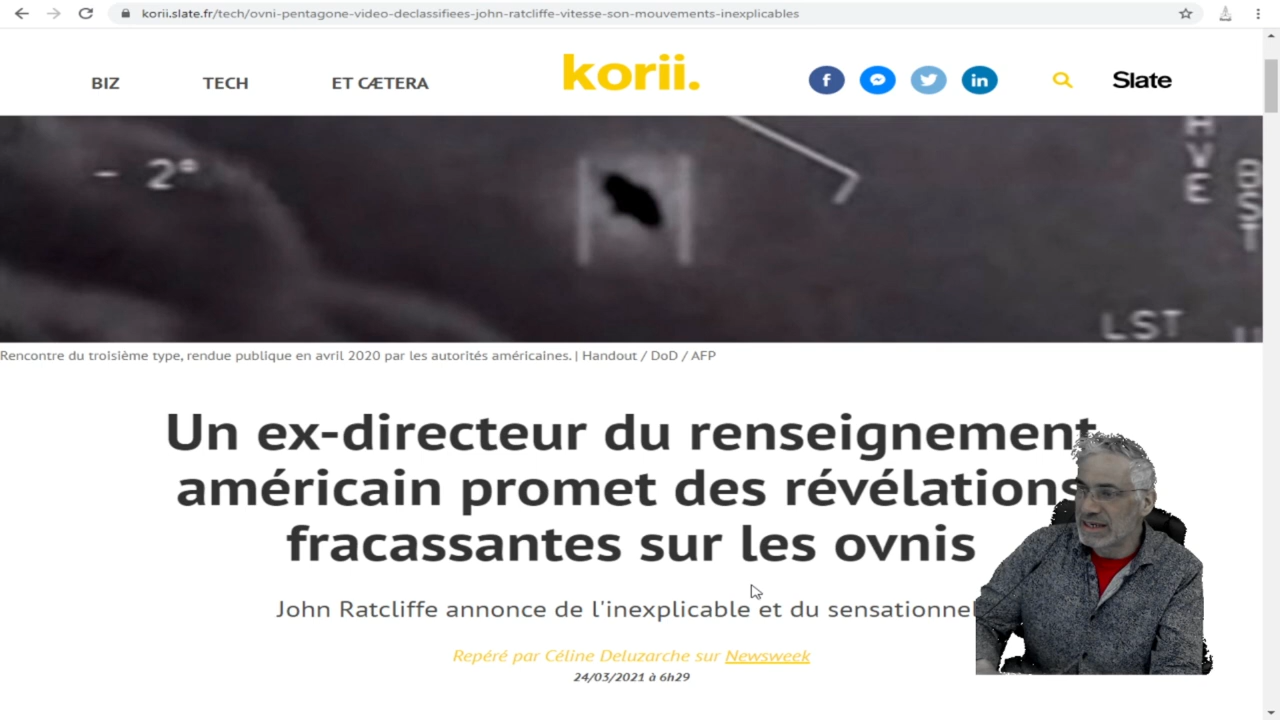 korii.slate.fr/tech/ovni-pentagone-video-declassifiees-john-ratcliffe-vitesse-son-mouvements-inexplicables
BIZ TECH ET CÆTERA korii. f in Slate
- 2°
HVE
BST
LST
Rencontre du troisième type, rendue publique en avril 2020 par les autorités américaines. | Handout / DoD / AFP
Un ex-directeur du renseignement
américain promet des révélations
fracassantes sur les ovnis
John Ratcliffe annonce de l'inexplicable et du sensationnel
Repéré par Céline Deluzarche sur Newsweek
24/03/2021 à 6h29